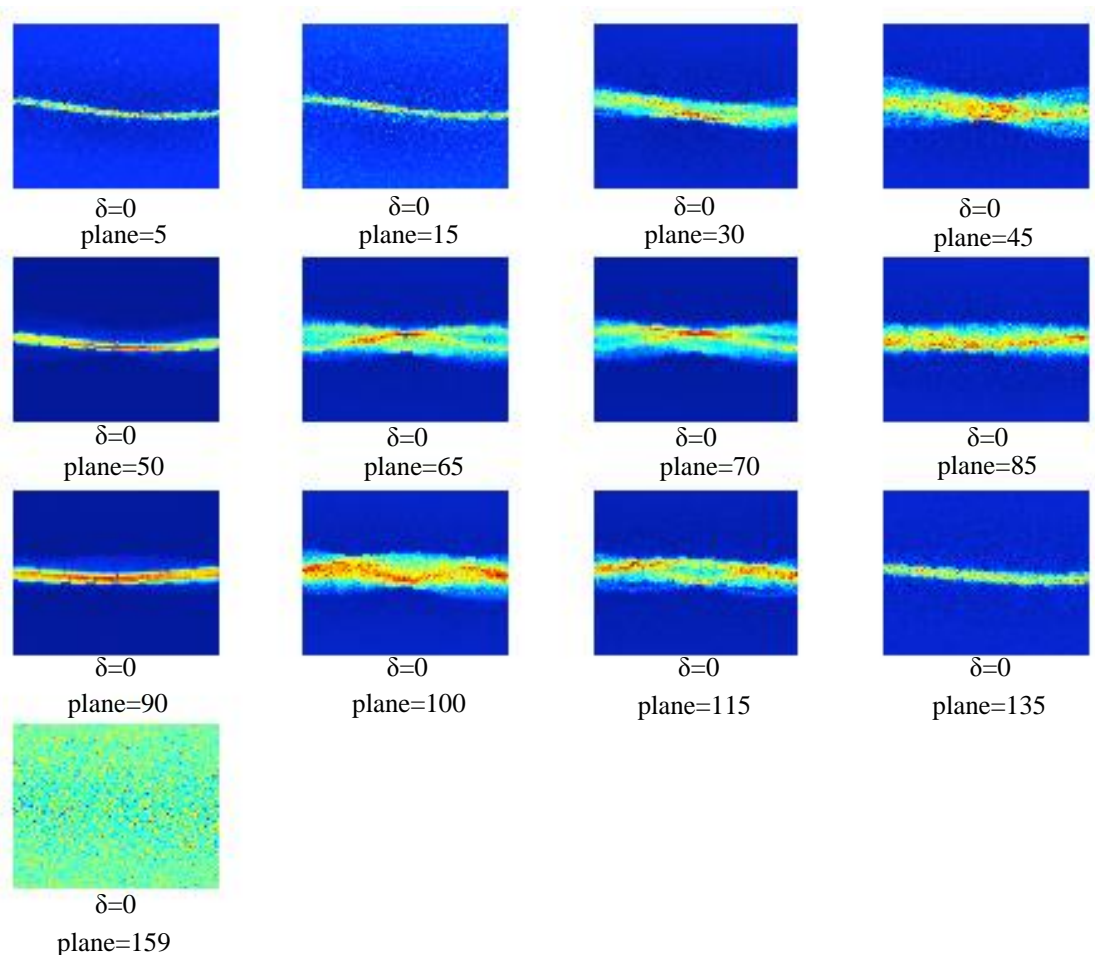 δ=0 δ=0 δ=0 δ=0
plane=5 plane=15 plane=30 plane=45
δ=0 δ=0 δ=0 δ=0
plane=50 plane=65 plane=70 plane=85
δ=0 δ=0 δ=0 δ=0
plane=90 plane=100 plane=115 plane=135
δ=0
plane=159